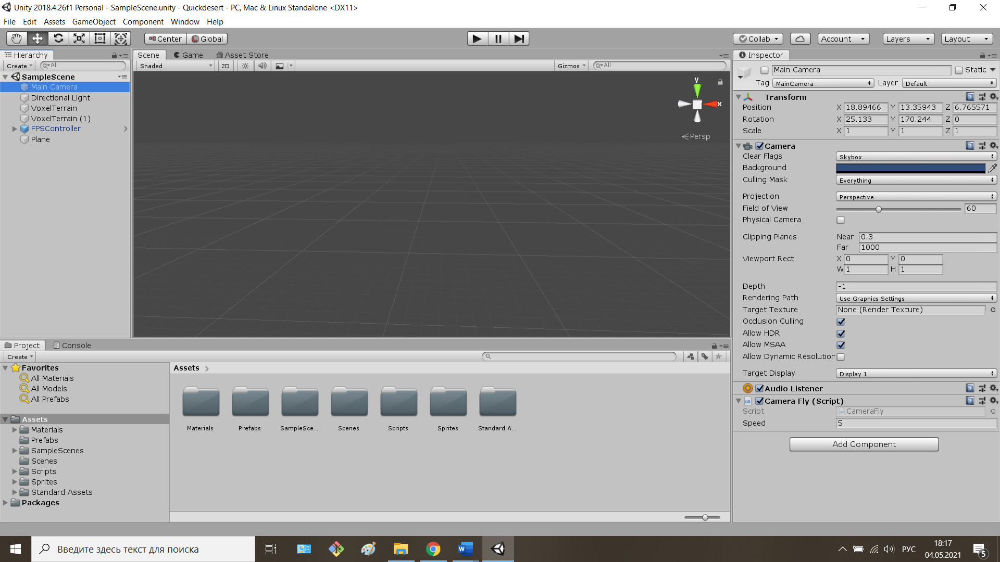 Unity 2018.4.26f1 Personal - SampleScene.unity - Quickdesert - PC, Mac & Linux Standalone <DX11>
File Edit Assets GameObject Component Window Help
Center Global
Collab Account Layers Layout
Hierarchy
Create All
SampleScene
Main Camera
Directional Light
VoxelTerrain
VoxelTerrain (1)
FPSController
Plane
Scene Game Asset Store
Shaded 2D Gizmos All
y
x
Persp
Inspector
Main Camera Static
Tag MainCamera Layer Default
Transform
Position X 18.89466 Y 13.35943 Z 6.765571
Rotation X 25.133 Y 170.244 Z 0
Scale X 1 Y 1 Z 1
Camera
Clear Flags Skybox
Background
Culling Mask Everything
Projection Perspective
Field of View 60
Physical Camera
Clipping Planes Near 0.3
Far 1000
Viewport Rect X 0 Y 0
W 1 H 1
Depth -1
Rendering Path Use Graphics Settings
Target Texture None (Render Texture)
Occlusion Culling
Allow HDR
Allow MSAA
Allow Dynamic Resolution
Target Display Display 1
Audio Listener
Camera Fly (Script)
Script CameraFly
Speed 5
Add Component
Project Console
Create
Favorites
All Materials
All Models
All Prefabs
Assets
Materials
Prefabs
SampleScenes
Scenes
Scripts
Sprites
Standard Assets
Packages
Assets
Materials Prefabs SampleSce... Scenes Scripts Sprites Standard A...
Введите здесь текст для поиска
РУС
18:17
04.05.2021
5